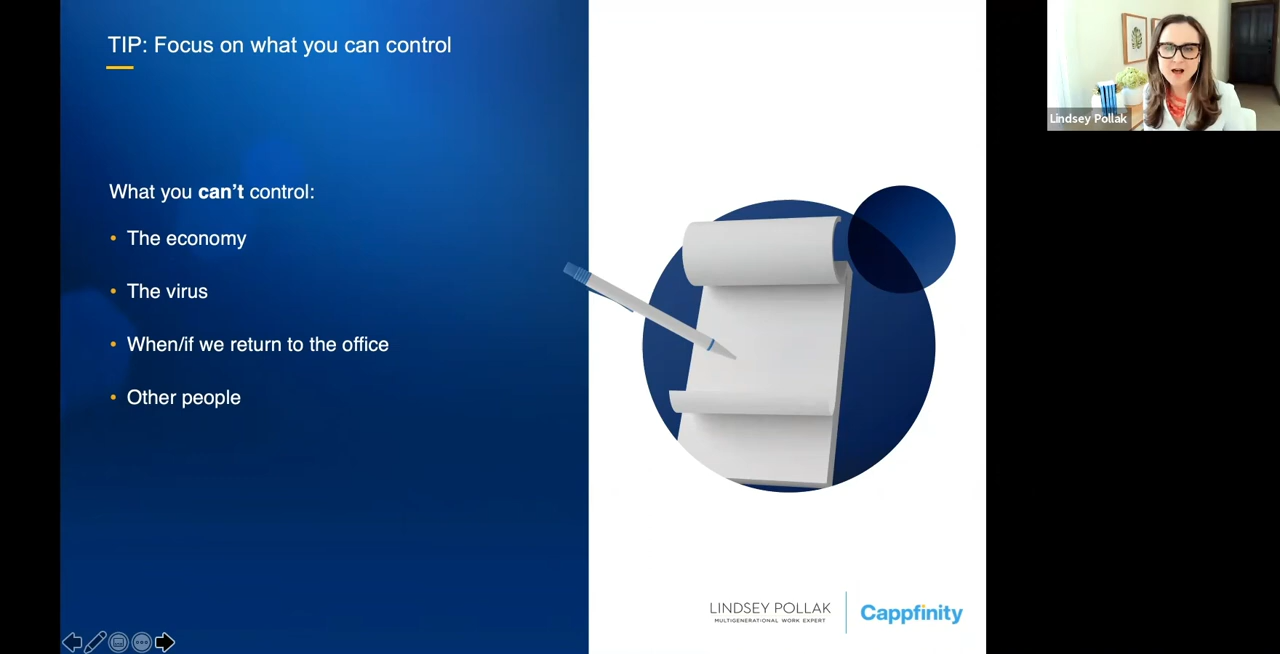 TIP: Focus on what you can control
Lindsey Pollak
What you can't control:
• The economy
• The virus
• When/if we return to the office
• Other people
LINDSEY POLLAK
MULTIGENERATIONAL WORK EXPERT
Cappfinity